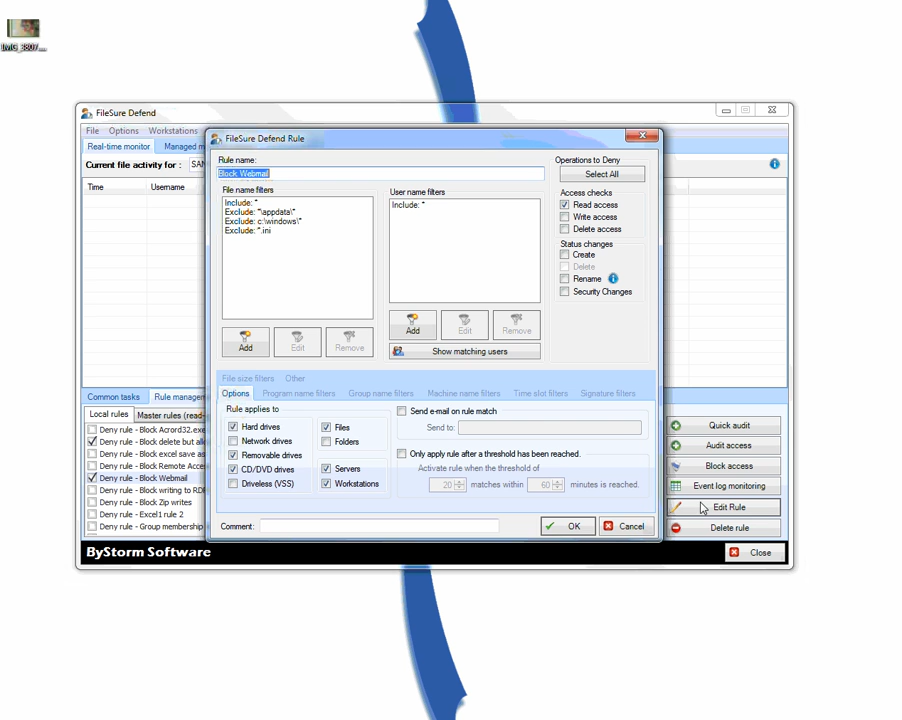 IMG_3807....
FileSure Defend
File Options Workstations
Real-time monitor Managed m
Current file activity for : SAN
Time Username
FileSure Defend Rule
Rule name:
Block Webmail
File name filters
Include: *
Exclude: *\appdata\*
Exclude: c:\windows\*
Exclude: *.ini
Add Edit Remove
User name filters
Include: *
Add Edit Remove
Show matching users
Operations to Deny
Select All
Access checks
Read access
Write access
Delete access
Status changes
Create
Delete
Rename
Security Changes
File size filters Other
Options Program name filters Group name filters Machine name filters Time slot filters Signature filters
Rule applies to
Hard drives Files
Network drives Folders
Removable drives
CD/DVD drives Servers
Driveless (VSS) Workstations
Send e-mail on rule match
Send to:
Only apply rule after a threshold has been reached.
Activate rule when the threshold of
20 matches within 60 minutes is reached.
Comment:
OK Cancel
Common tasks Rule manage
Local rules Master rules (read-
Deny rule - Block Acrord32.exe
Deny rule - Block delete but all
Deny rule - Block excel save as
Deny rule - Block Remote Acce
Deny rule - Block Webmail
Deny rule - Block writing to RDP
Deny rule - Block Zip writes
Deny rule - Excel1 rule 2
Deny rule - Group membership
Quick audit
Audit access
Block access
Event log monitoring
Edit Rule
Delete rule
ByStorm Software
Close